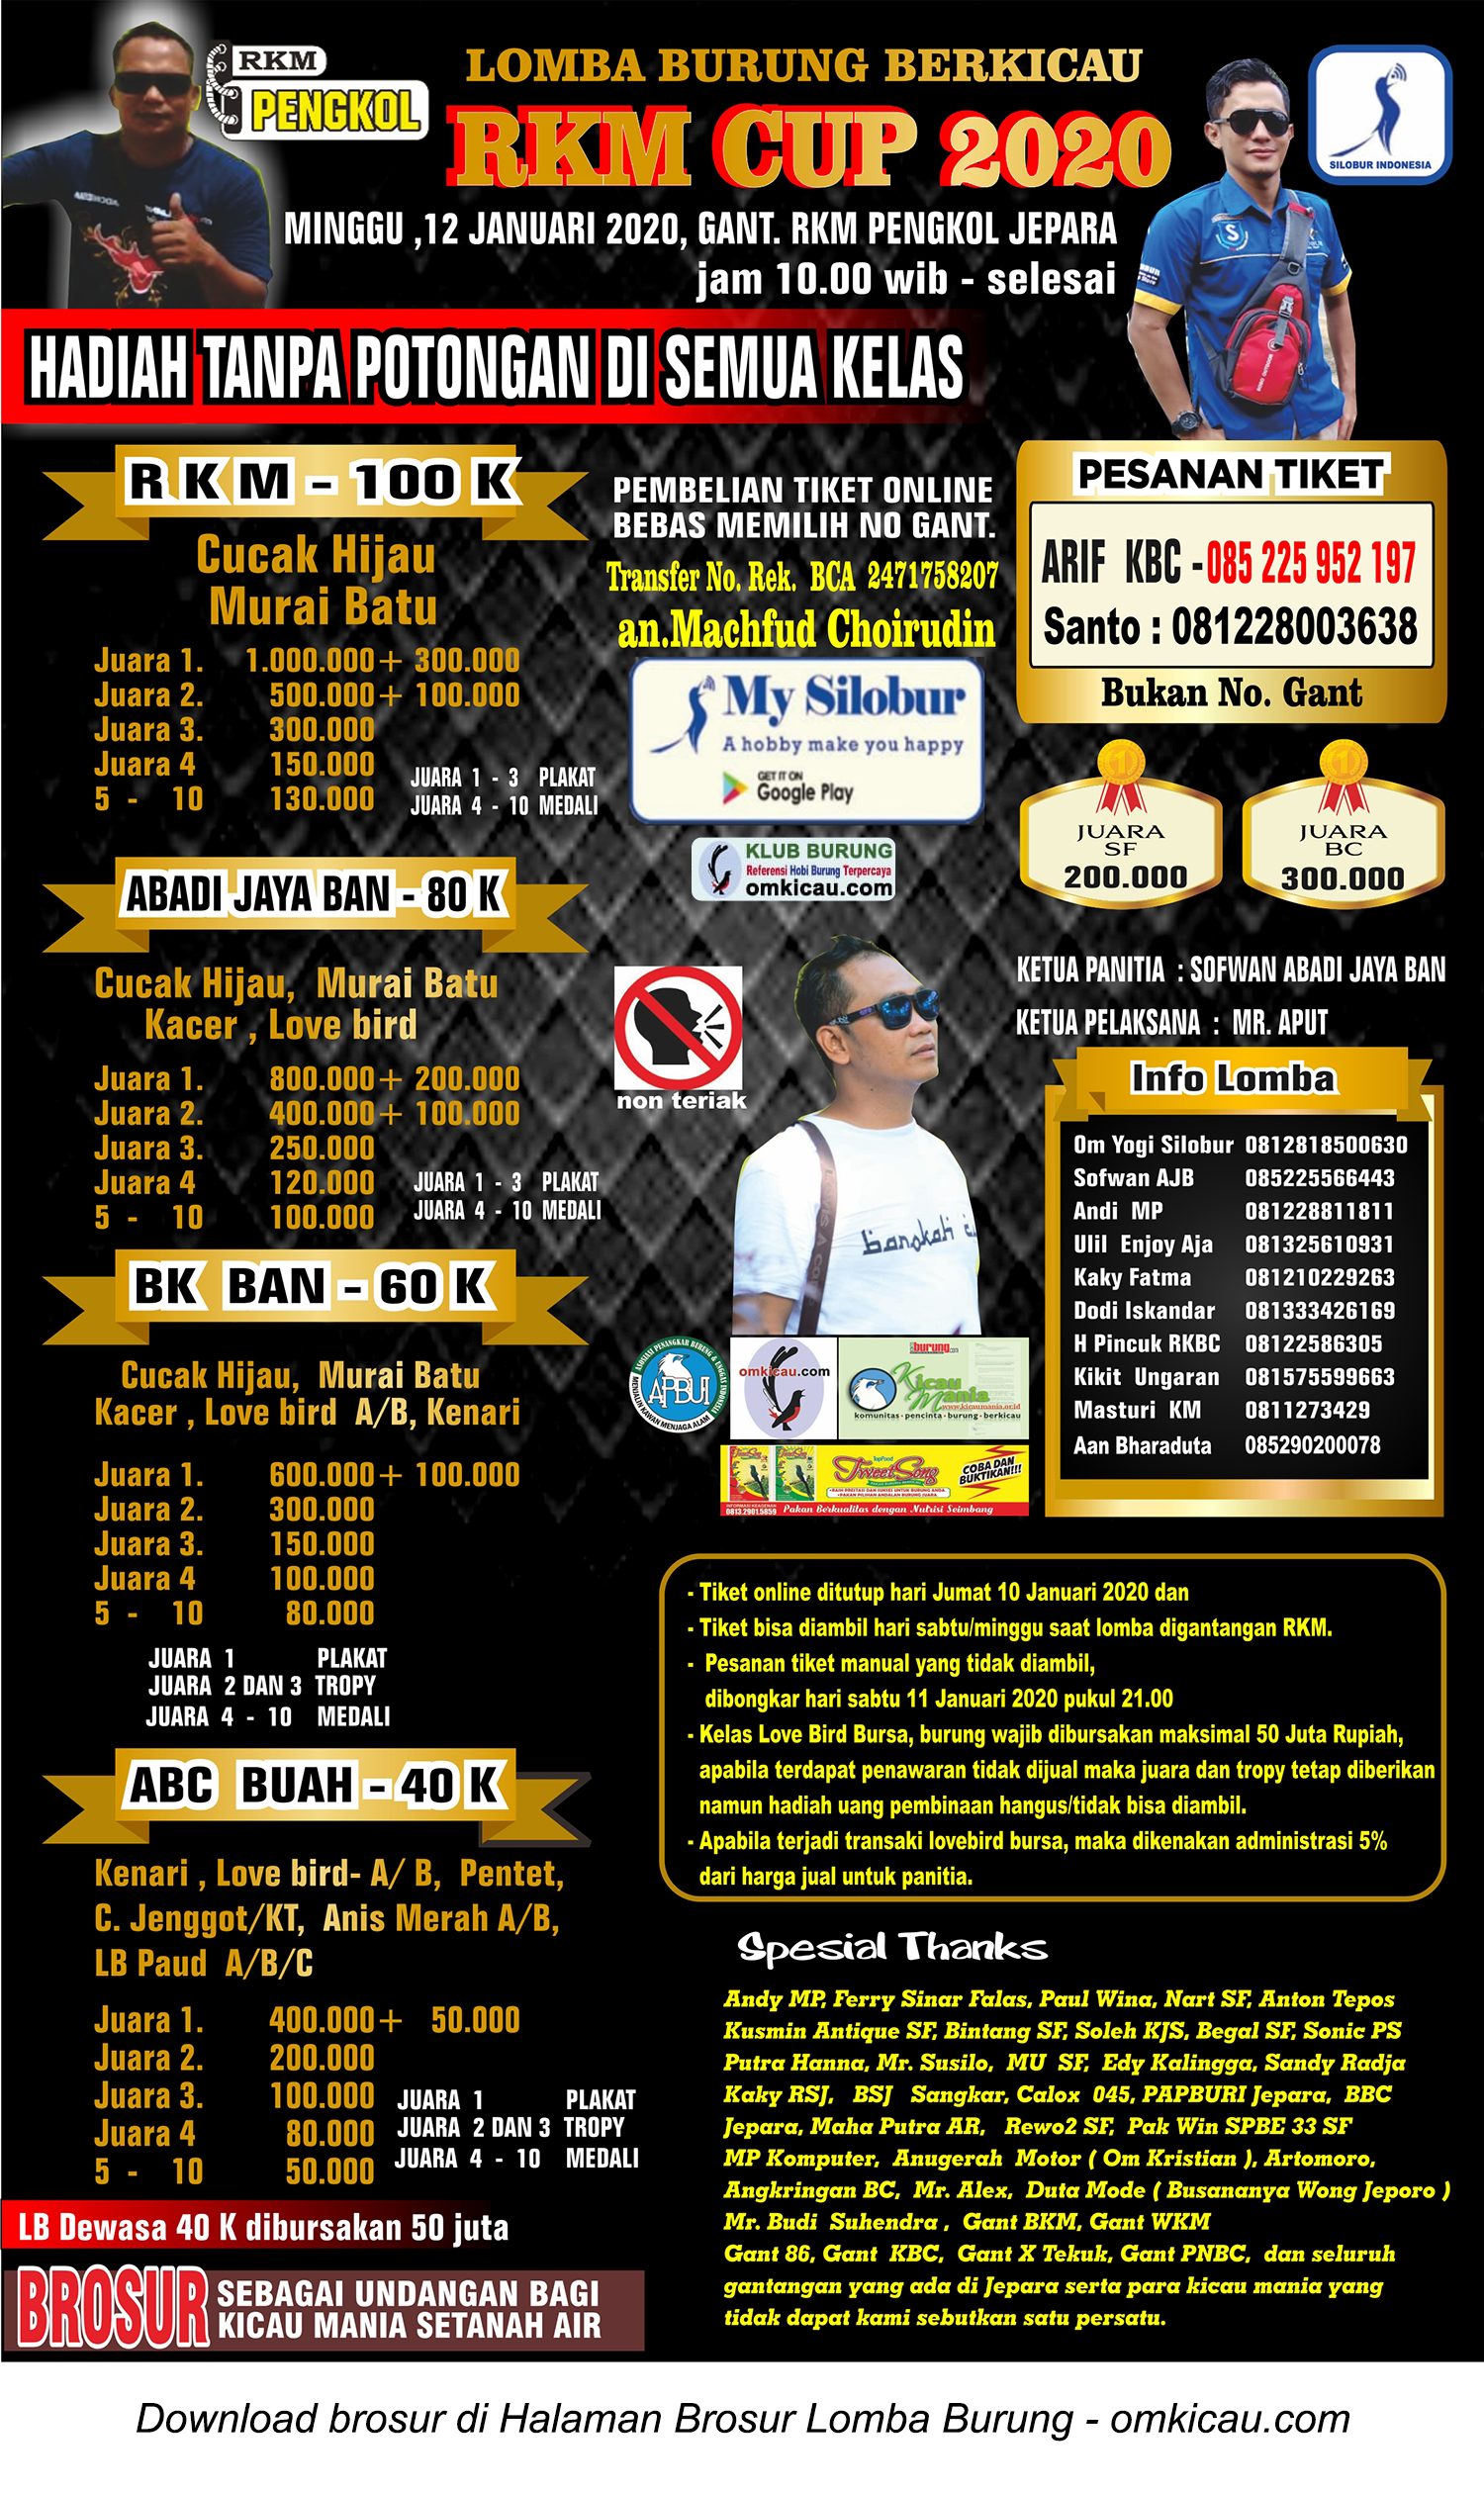 RKM
PENGKOL
LOMBA BURUNG BERKICAU
RKM CUP 2020
MINGGU ,12 JANUARI 2020, GANT. RKM PENGKOL JEPARA
jam 10.00 wib - selesai
SILOBUR INDONESIA
HADIAH TANPA POTONGAN DI SEMUA KELAS
R K M - 100 K
Cucak Hijau
Murai Batu
Juara 1. 1.000.000+ 300.000
Juara 2. 500.000+ 100.000
Juara 3. 300.000
Juara 4 150.000
5 - 10 130.000
JUARA 1 - 3 PLAKAT
JUARA 4 - 10 MEDALI
ABADI JAYA BAN - 80 K
Cucak Hijau, Murai Batu
Kacer , Love bird
Juara 1. 800.000+ 200.000
Juara 2. 400.000+ 100.000
Juara 3. 250.000
Juara 4 120.000
5 - 10 100.000
JUARA 1 - 3 PLAKAT
JUARA 4 - 10 MEDALI
BK BAN - 60 K
Cucak Hijau, Murai Batu
Kacer , Love bird A/B, Kenari
Juara 1. 600.000+ 100.000
Juara 2. 300.000
Juara 3. 150.000
Juara 4 100.000
5 - 10 80.000
JUARA 1 PLAKAT
JUARA 2 DAN 3 TROPY
JUARA 4 - 10 MEDALI
ABC BUAH - 40 K
Kenari , Love bird- A/ B, Pentet,
C. Jenggot/KT, Anis Merah A/B,
LB Paud A/B/C
Juara 1. 400.000+ 50.000
Juara 2. 200.000
Juara 3. 100.000
Juara 4 80.000
5 - 10 50.000
JUARA 1 PLAKAT
JUARA 2 DAN 3 TROPY
JUARA 4 - 10 MEDALI
LB Dewasa 40 K dibursakan 50 juta
BROSUR SEBAGAI UNDANGAN BAGI
KICAU MANIA SETANAH AIR
PEMBELIAN TIKET ONLINE
BEBAS MEMILIH NO GANT.
Transfer No. Rek. BCA 2471758207
an.Machfud Choirudin
My Silobur
A hobby make you happy
GET IT ON
Google Play
KLUB BURUNG
Referensi Hobi Burung Terpercaya
omkicau.com
non teriak
bangkah
ASOSIASI PENANGKAR BURUNG & UNGGAS INDONESIA
APBUI
MENJALIN KAWAN MENJAGA ALAM
omkicau.com
burung
Kicau
Mania
www.kicaumania.or.id
komunitas - pencinta - burung - berkicau
TopFood
TweetSong
COBA DAN
BUKTIKAN!!!
INFORMASI KEAGENAN
0813.2901.5859
Pakan Berkualitas dengan Nutrisi Seimbang
PESANAN TIKET
ARIF KBC -085 225 952 197
Santo : 081228003638
Bukan No. Gant
JUARA
SF
200.000
JUARA
BC
300.000
KETUA PANITIA : SOFWAN ABADI JAYA BAN
KETUA PELAKSANA : MR. APUT
Info Lomba
Om Yogi Silobur 0812818500630
Sofwan AJB 085225566443
Andi MP 081228811811
Ulil Enjoy Aja 081325610931
Kaky Fatma 081210229263
Dodi Iskandar 081333426169
H Pincuk RKBC 08122586305
Kikit Ungaran 081575599663
Masturi KM 0811273429
Aan Bharaduta 085290200078
- Tiket online ditutup hari Jumat 10 Januari 2020 dan
- Tiket bisa diambil hari sabtu/minggu saat lomba digantangan RKM.
- Pesanan tiket manual yang tidak diambil,
dibongkar hari sabtu 11 Januari 2020 pukul 21.00
- Kelas Love Bird Bursa, burung wajib dibursakan maksimal 50 Juta Rupiah,
apabila terdapat penawaran tidak dijual maka juara dan tropy tetap diberikan
namun hadiah uang pembinaan hangus/tidak bisa diambil.
- Apabila terjadi transaki lovebird bursa, maka dikenakan administrasi 5%
dari harga jual untuk panitia.
Spesial Thanks
Andy MP, Ferry Sinar Falas, Paul Wina, Nart SF, Anton Tepos
Kusmin Antique SF, Bintang SF, Soleh KJS, Begal SF, Sonic PS
Putra Hanna, Mr. Susilo, MU SF, Edy Kalingga, Sandy Radja
Kaky RSJ, BSJ Sangkar, Calox 045, PAPBURI Jepara, BBC
Jepara, Maha Putra AR, Rewo2 SF, Pak Win SPBE 33 SF
MP Komputer, Anugerah Motor ( Om Kristian ), Artomoro,
Angkringan BC, Mr. Alex, Duta Mode ( Busananya Wong Jeporo )
Mr. Budi Suhendra , Gant BKM, Gant WKM
Gant 86, Gant KBC, Gant X Tekuk, Gant PNBC, dan seluruh
gantangan yang ada di Jepara serta para kicau mania yang
tidak dapat kami sebutkan satu persatu.
Download brosur di Halaman Brosur Lomba Burung - omkicau.com